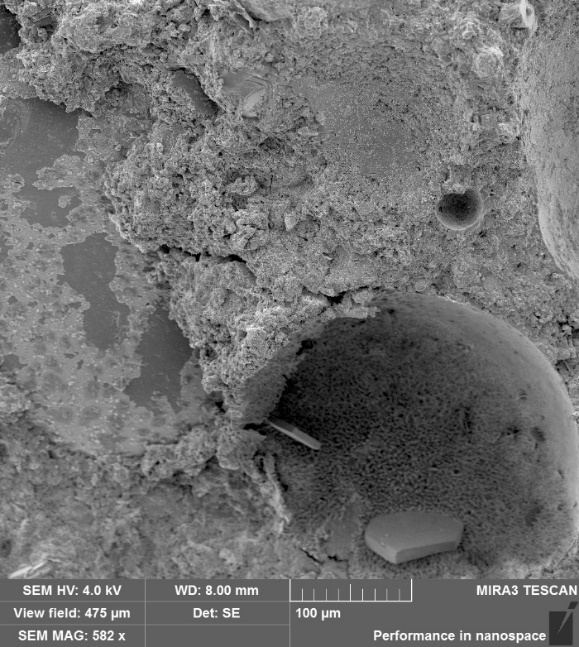 SEM HV: 4.0 kV WD: 8.00 mm MIRA3 TESCAN
View field: 475 µm Det: SE 100 µm
SEM MAG: 582 x Performance in nanospace